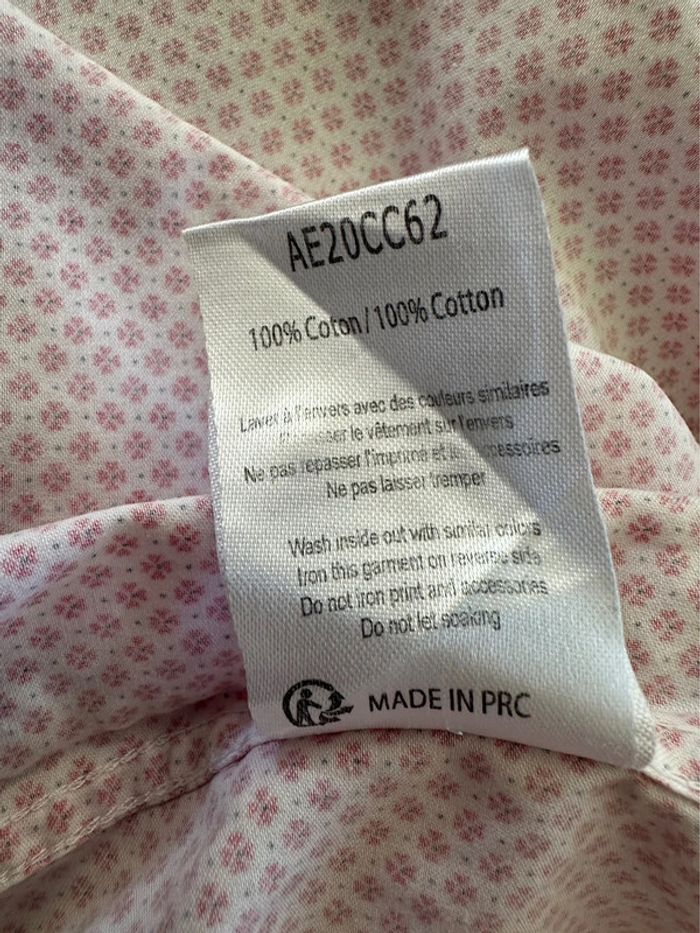 AE20CC62
100% Coton / 100% Cotton
Laver à l'envers avec des couleurs similaires
le vêtement sur l'envers
Ne pas repasser l'imprimé et accessoires
Ne pas laisser tremper
Wash inside out with similar colors
Iron this garment on reverse side
Do not iron print and accessories
Do not let soaking
MADE IN PRC